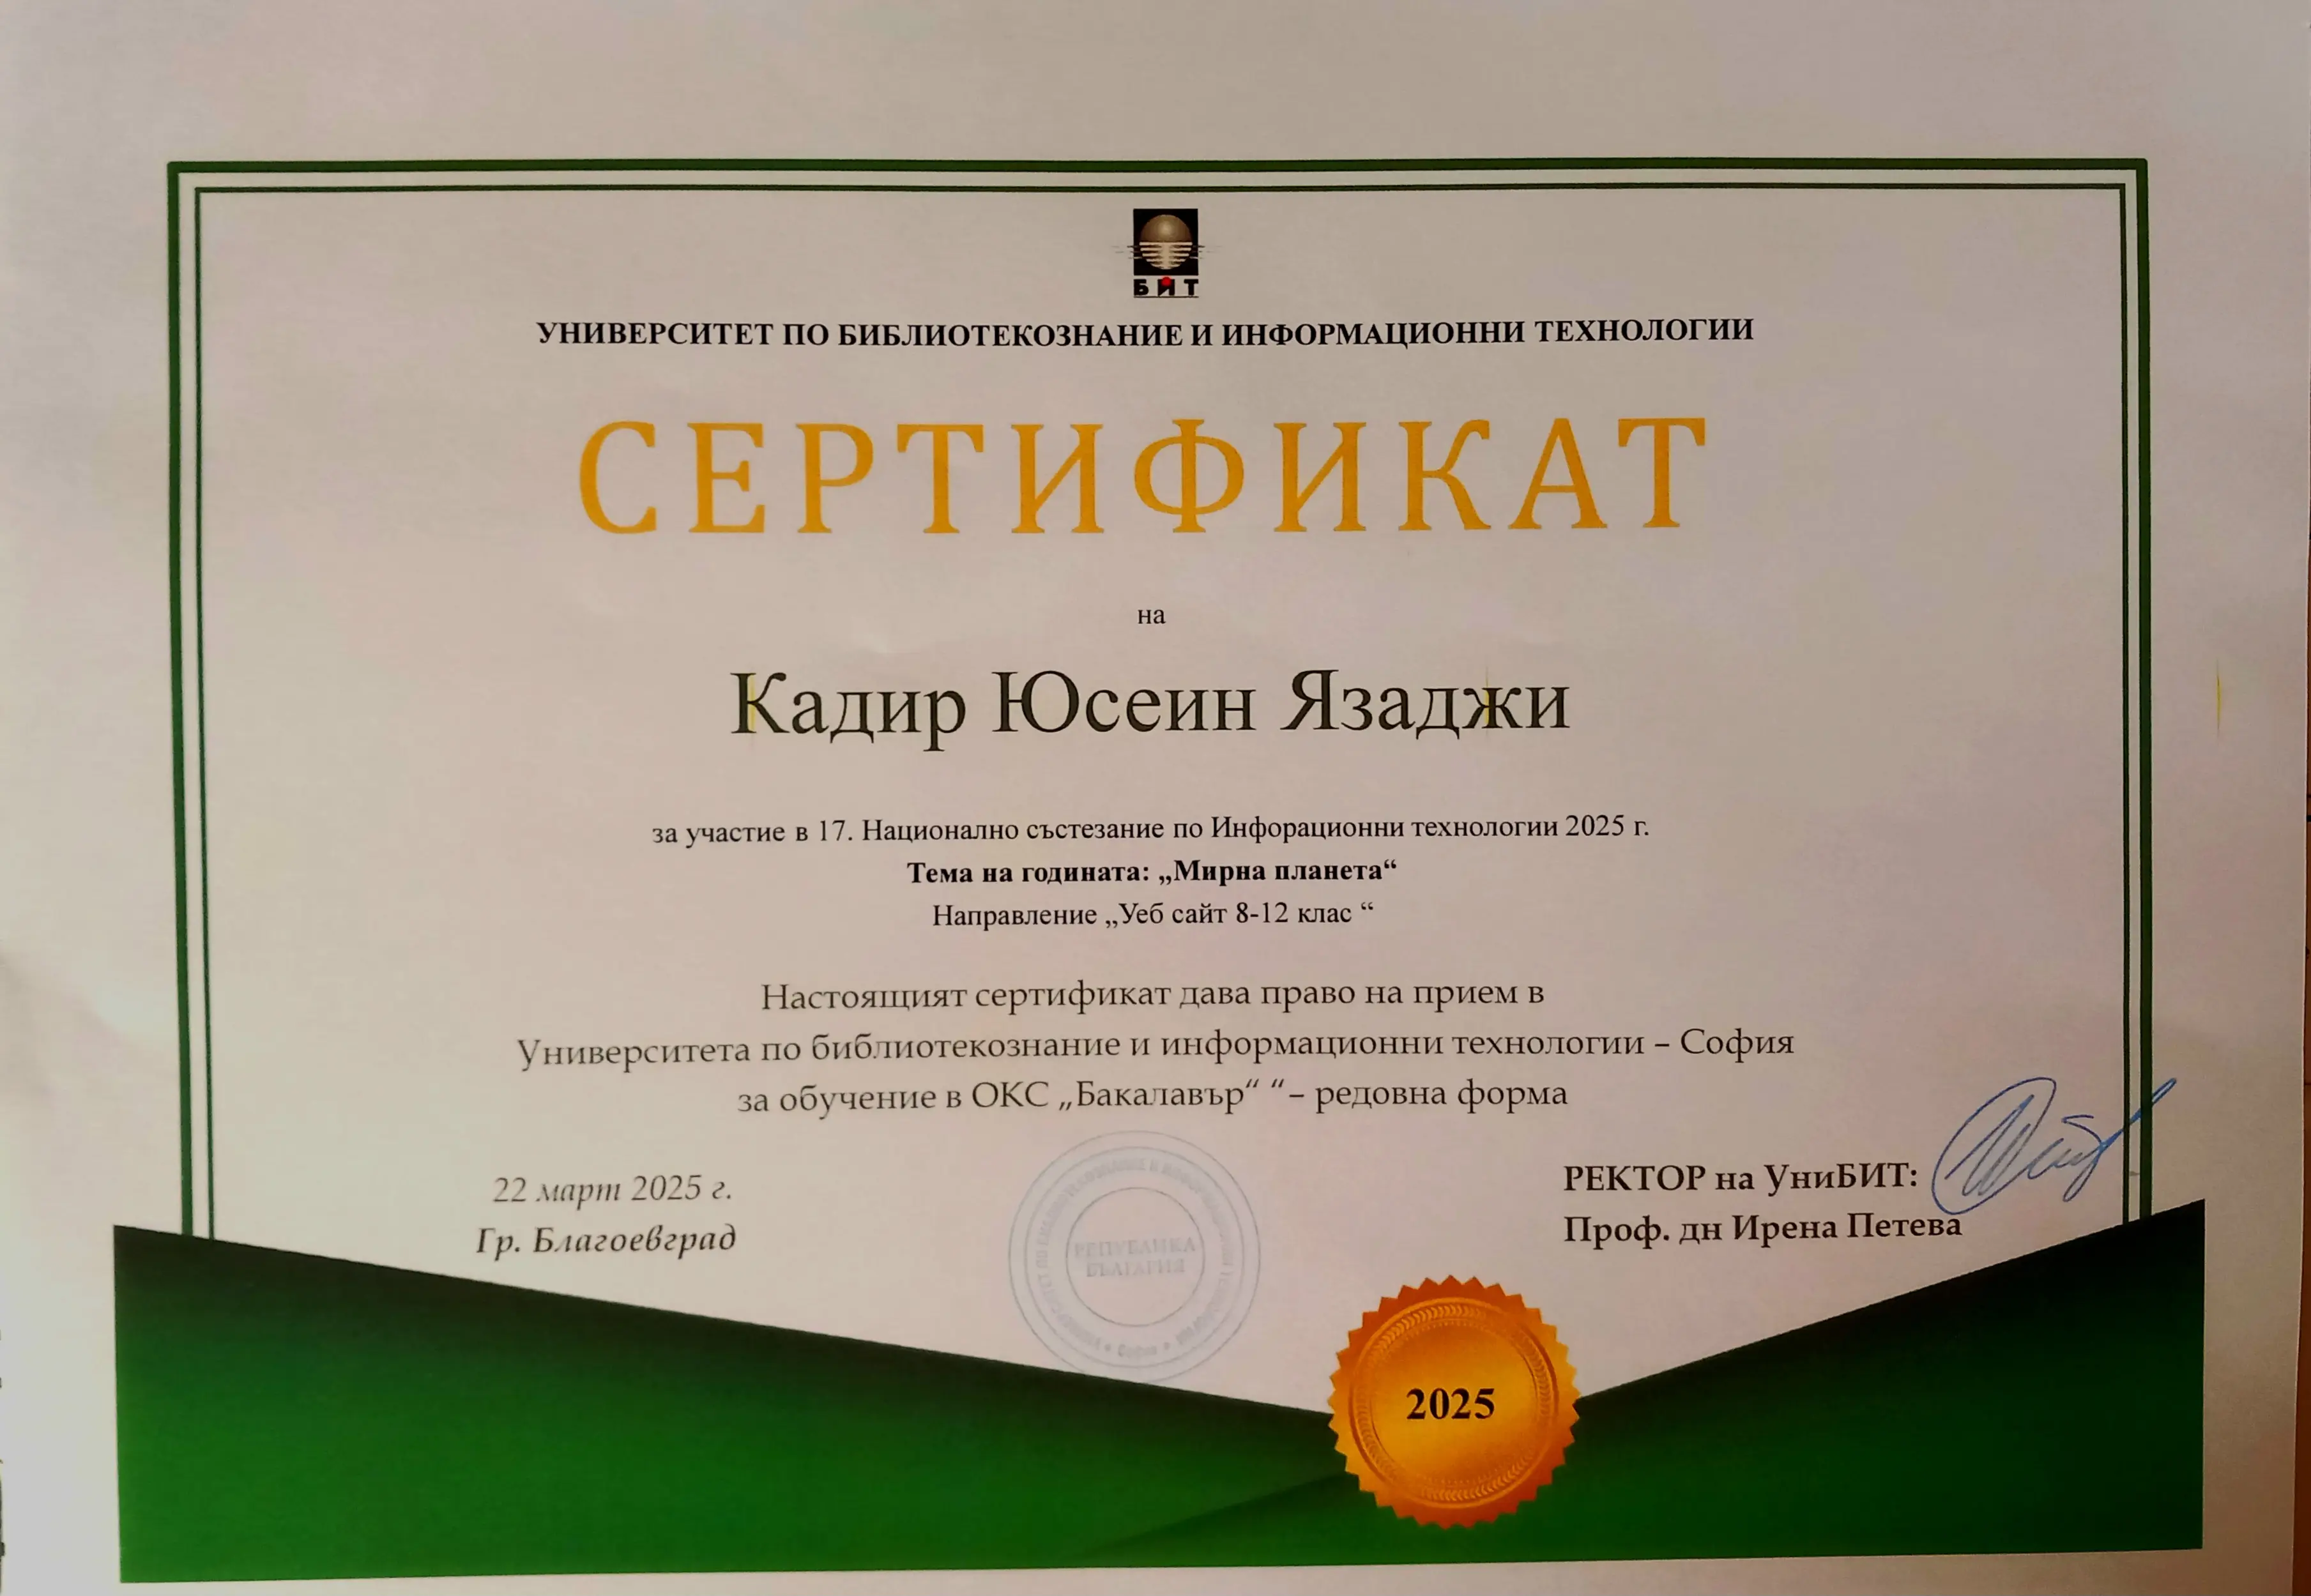 БИТ
УНИВЕРСИТЕТ ПО БИБЛИОТЕКОЗНАНИЕ И ИНФОРМАЦИОННИ ТЕХНОЛОГИИ
СЕРТИФИКАТ
на
Кадир Юсеин Язаджи
за участие в 17. Национално състезание по Инфорационни технологии 2025 г.
Тема на годината: „Мирна планета“
Направление „Уеб сайт 8-12 клас “
Настоящият сертификат дава право на прием в
Университета по библиотекознание и информационни технологии – София
за обучение в ОКС „Бакалавър“ “– редовна форма
22 март 2025 г.
Гр. Благоевград
РЕПУБЛИКА
БЪЛГАРИЯ
РЕКТОР на УниБИТ:
Проф. дн Ирена Петева
2025